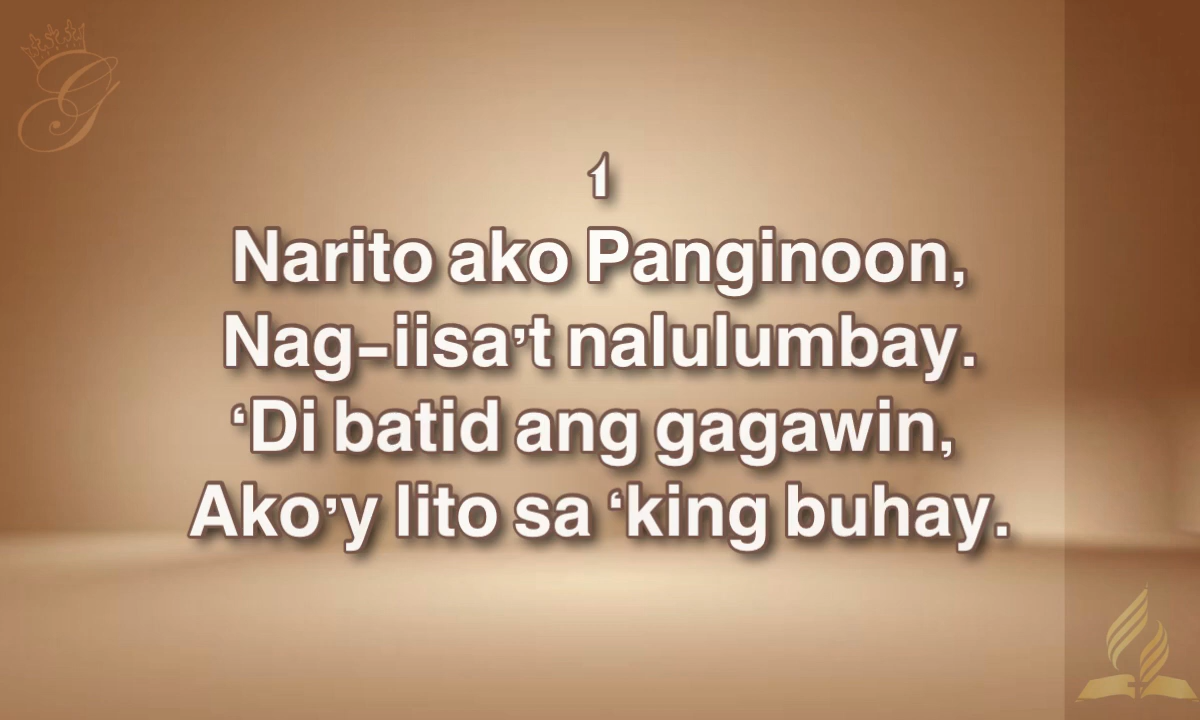 1
Narito ako Panginoon,
Nag-iisa't nalulumbay.
‘Di batid ang gagawin,
Ako’y lito sa ‘king buhay.
G